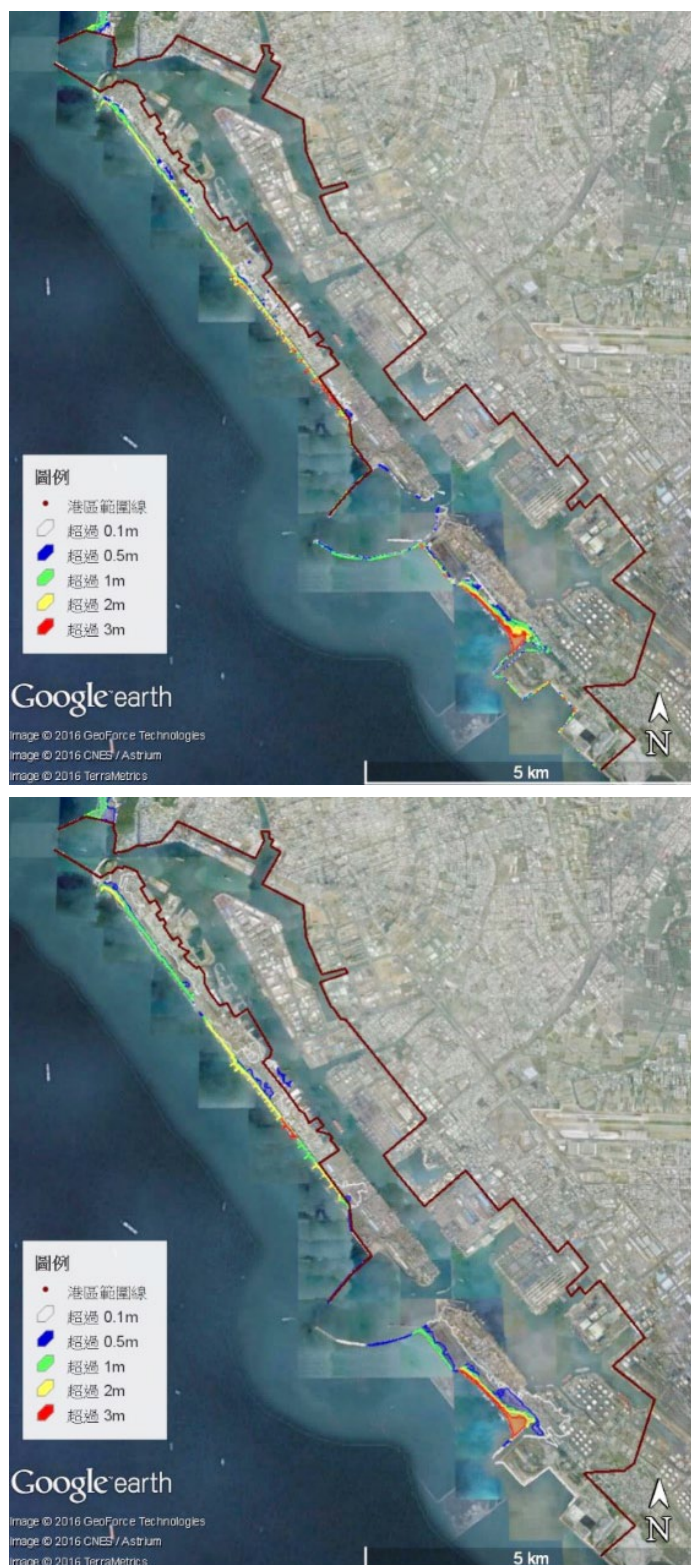 圖例
港區範圍線
超過 0.1m
超過 0.5m
超過 1m
超過 2m
超過 3m
Google earth
Image © 2016 GeoForce Technologies
Image © 2016 CNES / Astrium
Image © 2016 TerraMetrics
N
5 km
圖例
港區範圍線
超過 0.1m
超過 0.5m
超過 1m
超過 2m
超過 3m
Google earth
Image © 2016 GeoForce Technologies
Image © 2016 CNES / Astrium
Image © 2016 TerraMetrics
N
5 km